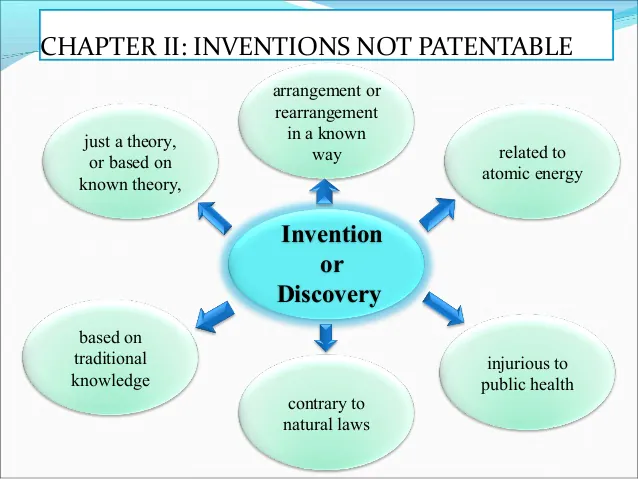 CHAPTER II: INVENTIONS NOT PATENTABLE
arrangement or
rearrangement
in a known
way
just a theory,
or based on
known theory,
related to
atomic energy
Invention
or
Discovery
based on
traditional
knowledge
injurious to
public health
contrary to
natural laws